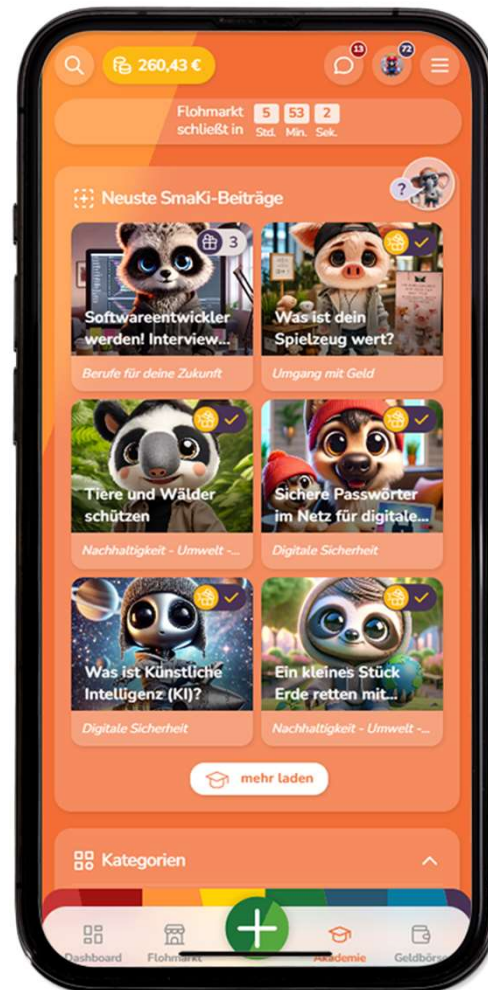 260,43 €
13
72
Flohmarkt
schließt in
5 53 2
Std. Min. Sek.
?
Neuste SmaKi-Beiträge
3
Softwareentwickler
werden! Interview...
Berufe für deine Zukunft
Was ist dein
Spielzeug wert?
Umgang mit Geld
Tiere und Wälder
schützen
Nachhaltigkeit - Umwelt -...
Sichere Passwörter
im Netz für digitale...
Digitale Sicherheit
Was ist Künstliche
Intelligenz (KI)?
Digitale Sicherheit
Ein kleines Stück
Erde retten mit...
Nachhaltigkeit - Umwelt -...
mehr laden
Kategorien
Dashboard
Flohmarkt
Akademie
Geldbörse